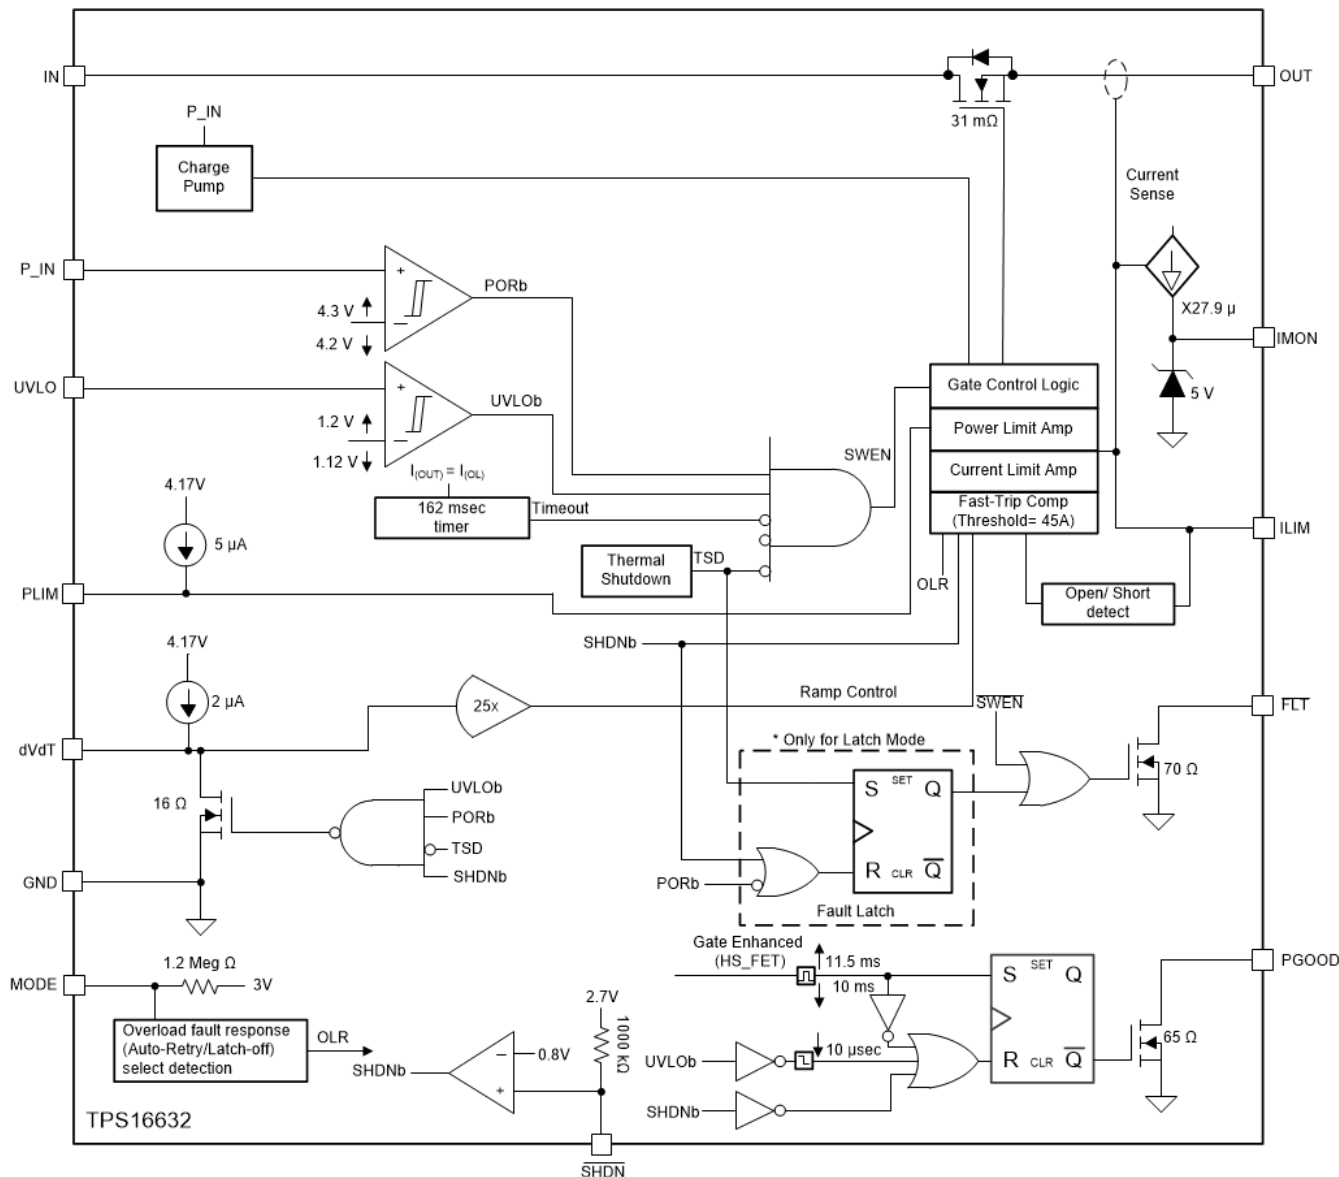 IN
OUT
31 mΩ
P_IN
Charge
Pump
Current
Sense
P_IN
PORb
+
−
4.3 V
4.2 V
X27.9 µ
IMON
5 V
UVLO
UVLOb
+
−
1.2 V
1.12 V
Gate Control Logic
Power Limit Amp
Current Limit Amp
Fast-Trip Comp
(Threshold= 45A)
SWEN
I(OUT) = I(OL)
162 msec
timer
Timeout
4.17V
5 µA
Thermal
Shutdown
TSD
ILIM
OLR
Open/ Short
detect
PLIM
SHDNb
4.17V
2 µA
25x
Ramp Control
SWEN
FLT
dVdT
* Only for Latch Mode
S
SET
Q
R
CLR
Q
PORb
Fault Latch
70 Ω
16 Ω
UVLOb
PORb
TSD
SHDNb
GND
Gate Enhanced
(HS_FET)
11.5 ms
10 ms
S
SET
Q
R
CLR
Q
PGOOD
65 Ω
MODE
1.2 Meg Ω
3V
Overload fault response
(Auto-Retry/Latch-off)
select detection
OLR
SHDNb
−
+
0.8V
2.7V
1000 kΩ
UVLOb
10 µsec
SHDNb
TPS16632
SHDN